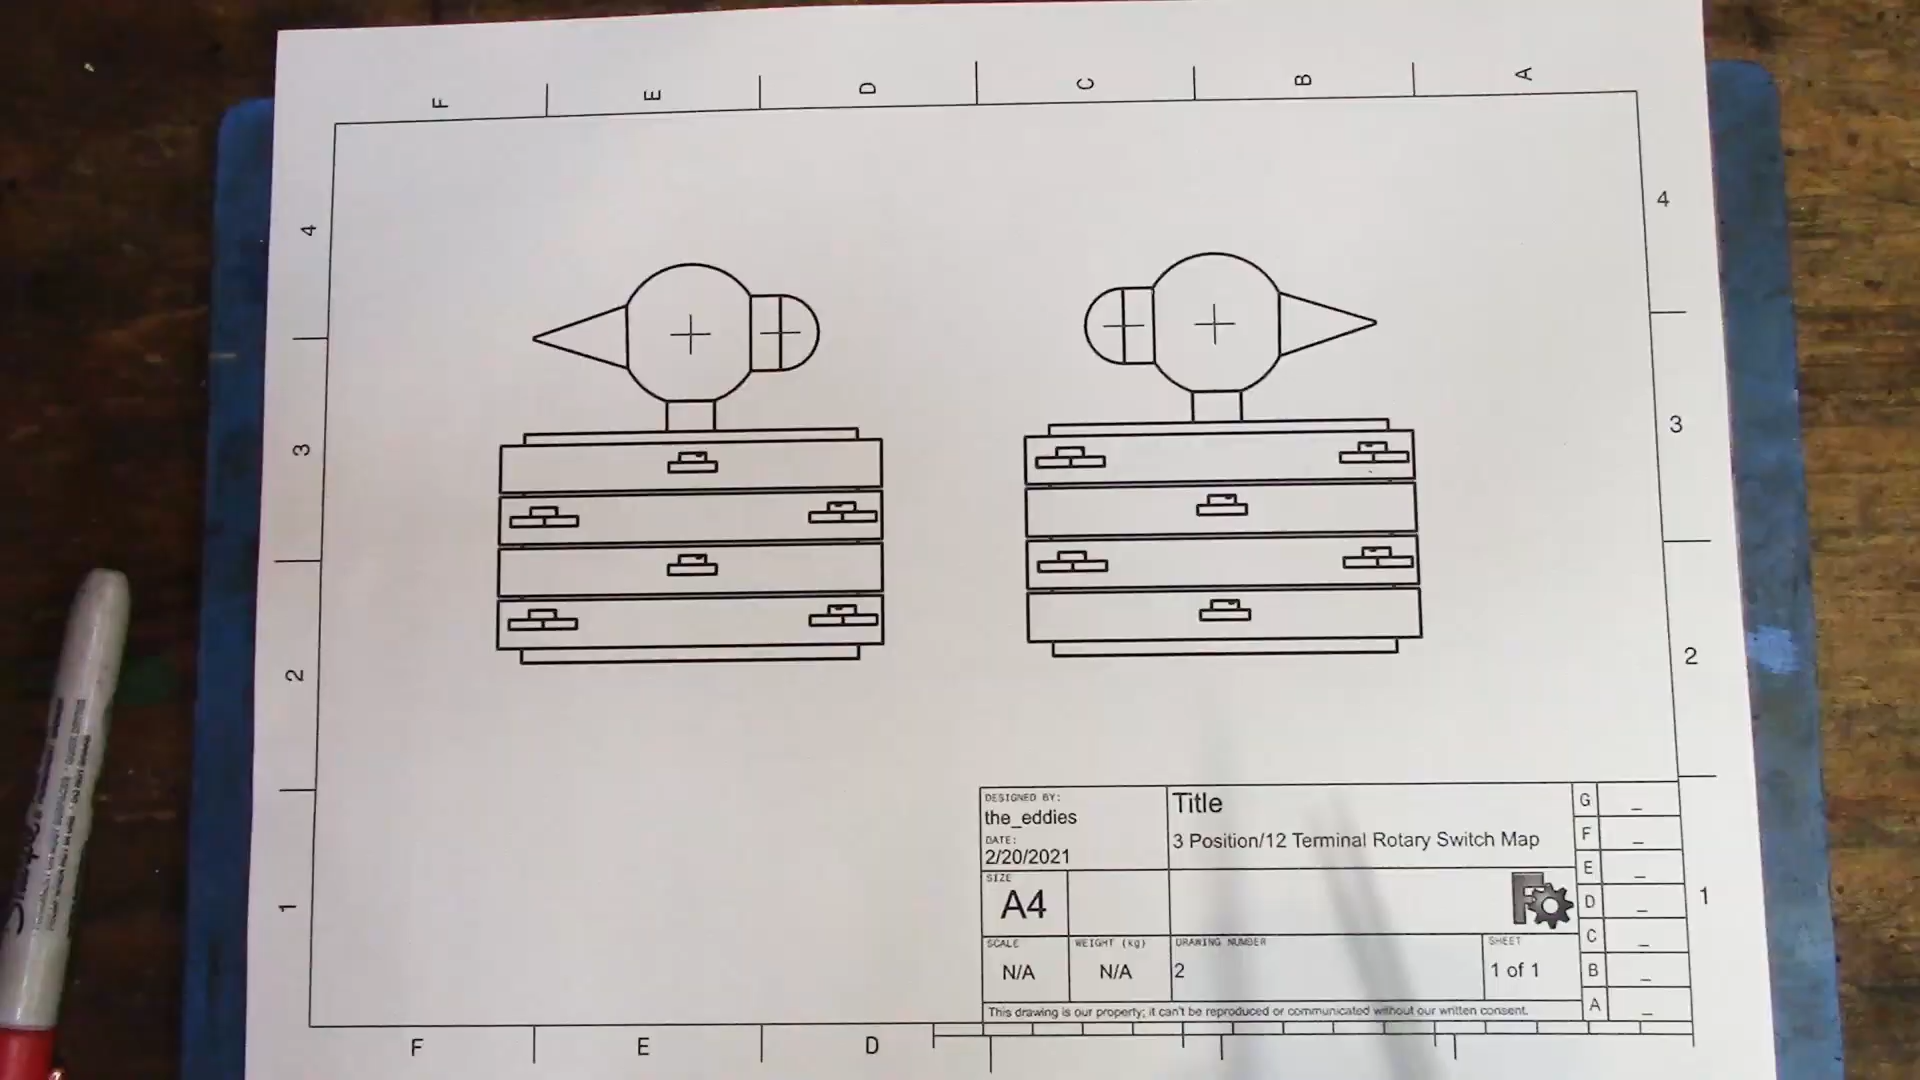 F E D C B A
4 4
3 3
2 2
1 1
DESIGNED BY:
the_eddies
DATE:
2/20/2021
Title
3 Position/12 Terminal Rotary Switch Map
SIZE
A4
SCALE
N/A
WEIGHT (kg)
N/A
DRAWING NUMBER
2
SHEET
1 of 1
This drawing is our property; it can't be reproduced or communicated without our written consent.
G _
F _
E _
D _
C _
B _
A _
F E D
Sharpie